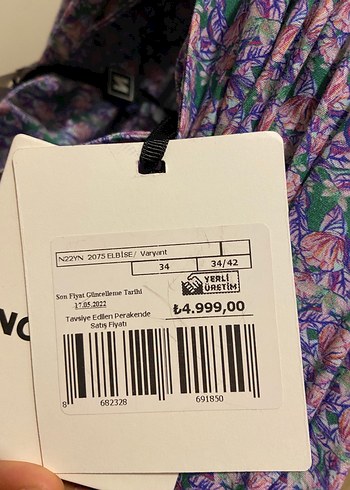 N22YN 2075 ELBİSE/ Varyant
34 34/42
YERLİ
ÜRETİM
Son Fiyat Güncelleme Tarihi
17.05.2022
₺4.999,00
Tavsiye Edilen Perakende
Satış Fiyatı
8 682328 691850